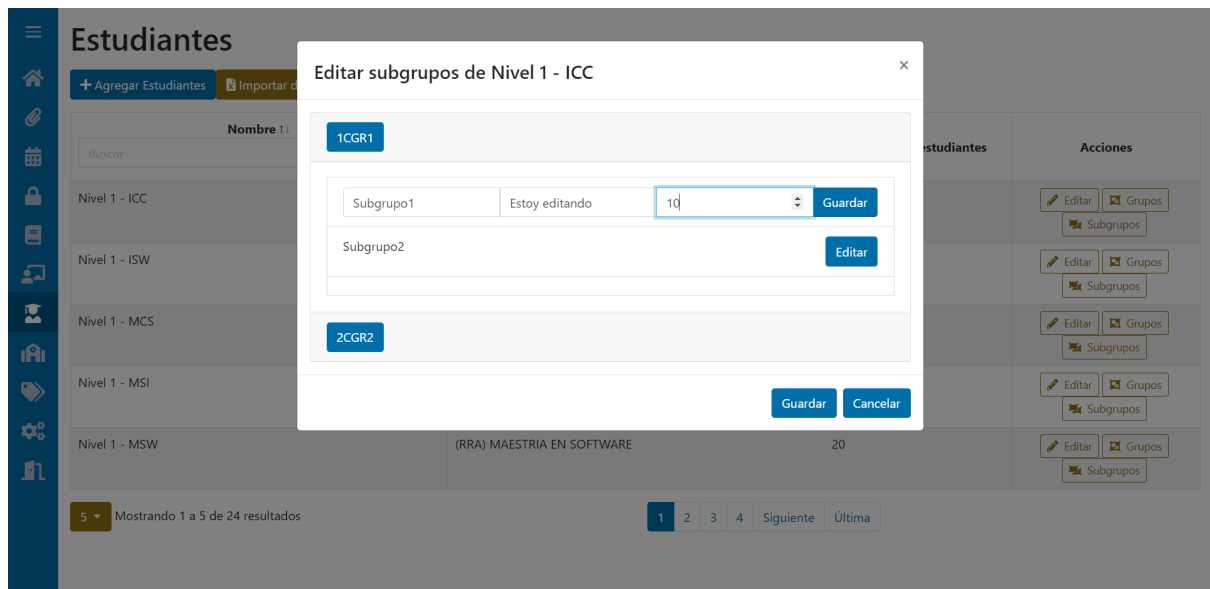 Estudiantes
Agregar Estudiantes
Importar d
Nombre
estudiantes
Acciones
Buscar
Nivel 1 - ICC
Editar Grupos
Subgrupos
Nivel 1 - ISW
Editar Grupos
Subgrupos
Nivel 1 - MCS
Editar Grupos
Subgrupos
Nivel 1 - MSI
Editar Grupos
Subgrupos
Nivel 1 - MSW (RRA) MAESTRIA EN SOFTWARE 20
Editar Grupos
Subgrupos
5 Mostrando 1 a 5 de 24 resultados
1 2 3 4 Siguiente Última
Editar subgrupos de Nivel 1 - ICC ×
1CGR1
Subgrupo1 Estoy editando 10 Guardar
Subgrupo2 Editar
2CGR2
Guardar Cancelar